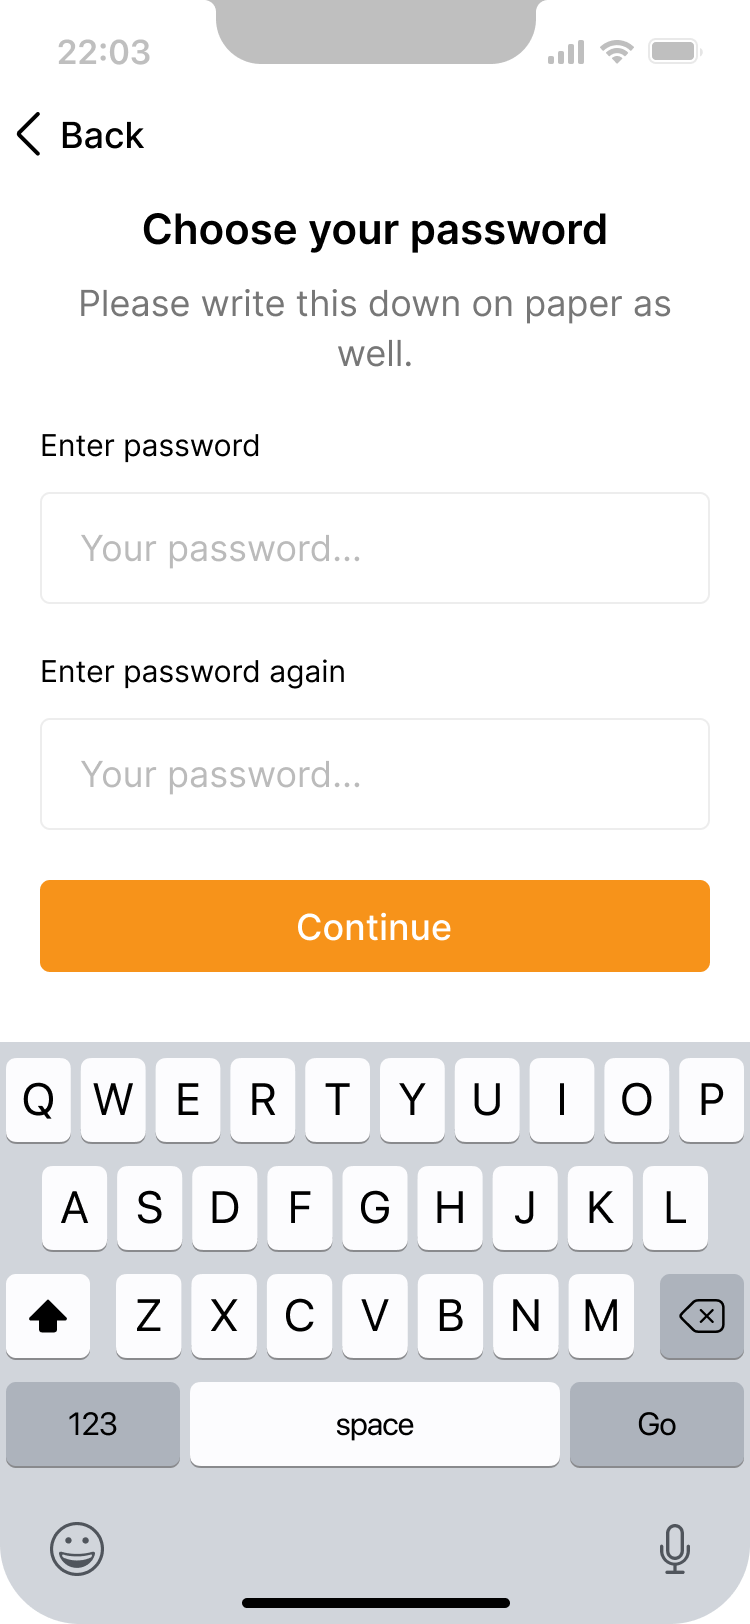 22:03
Back
Choose your password
Please write this down on paper as
well.
Enter password
Your password...
Enter password again
Your password...
Continue
Q W E R T Y U I O P
A S D F G H J K L
Z X C V B N M
123 space Go